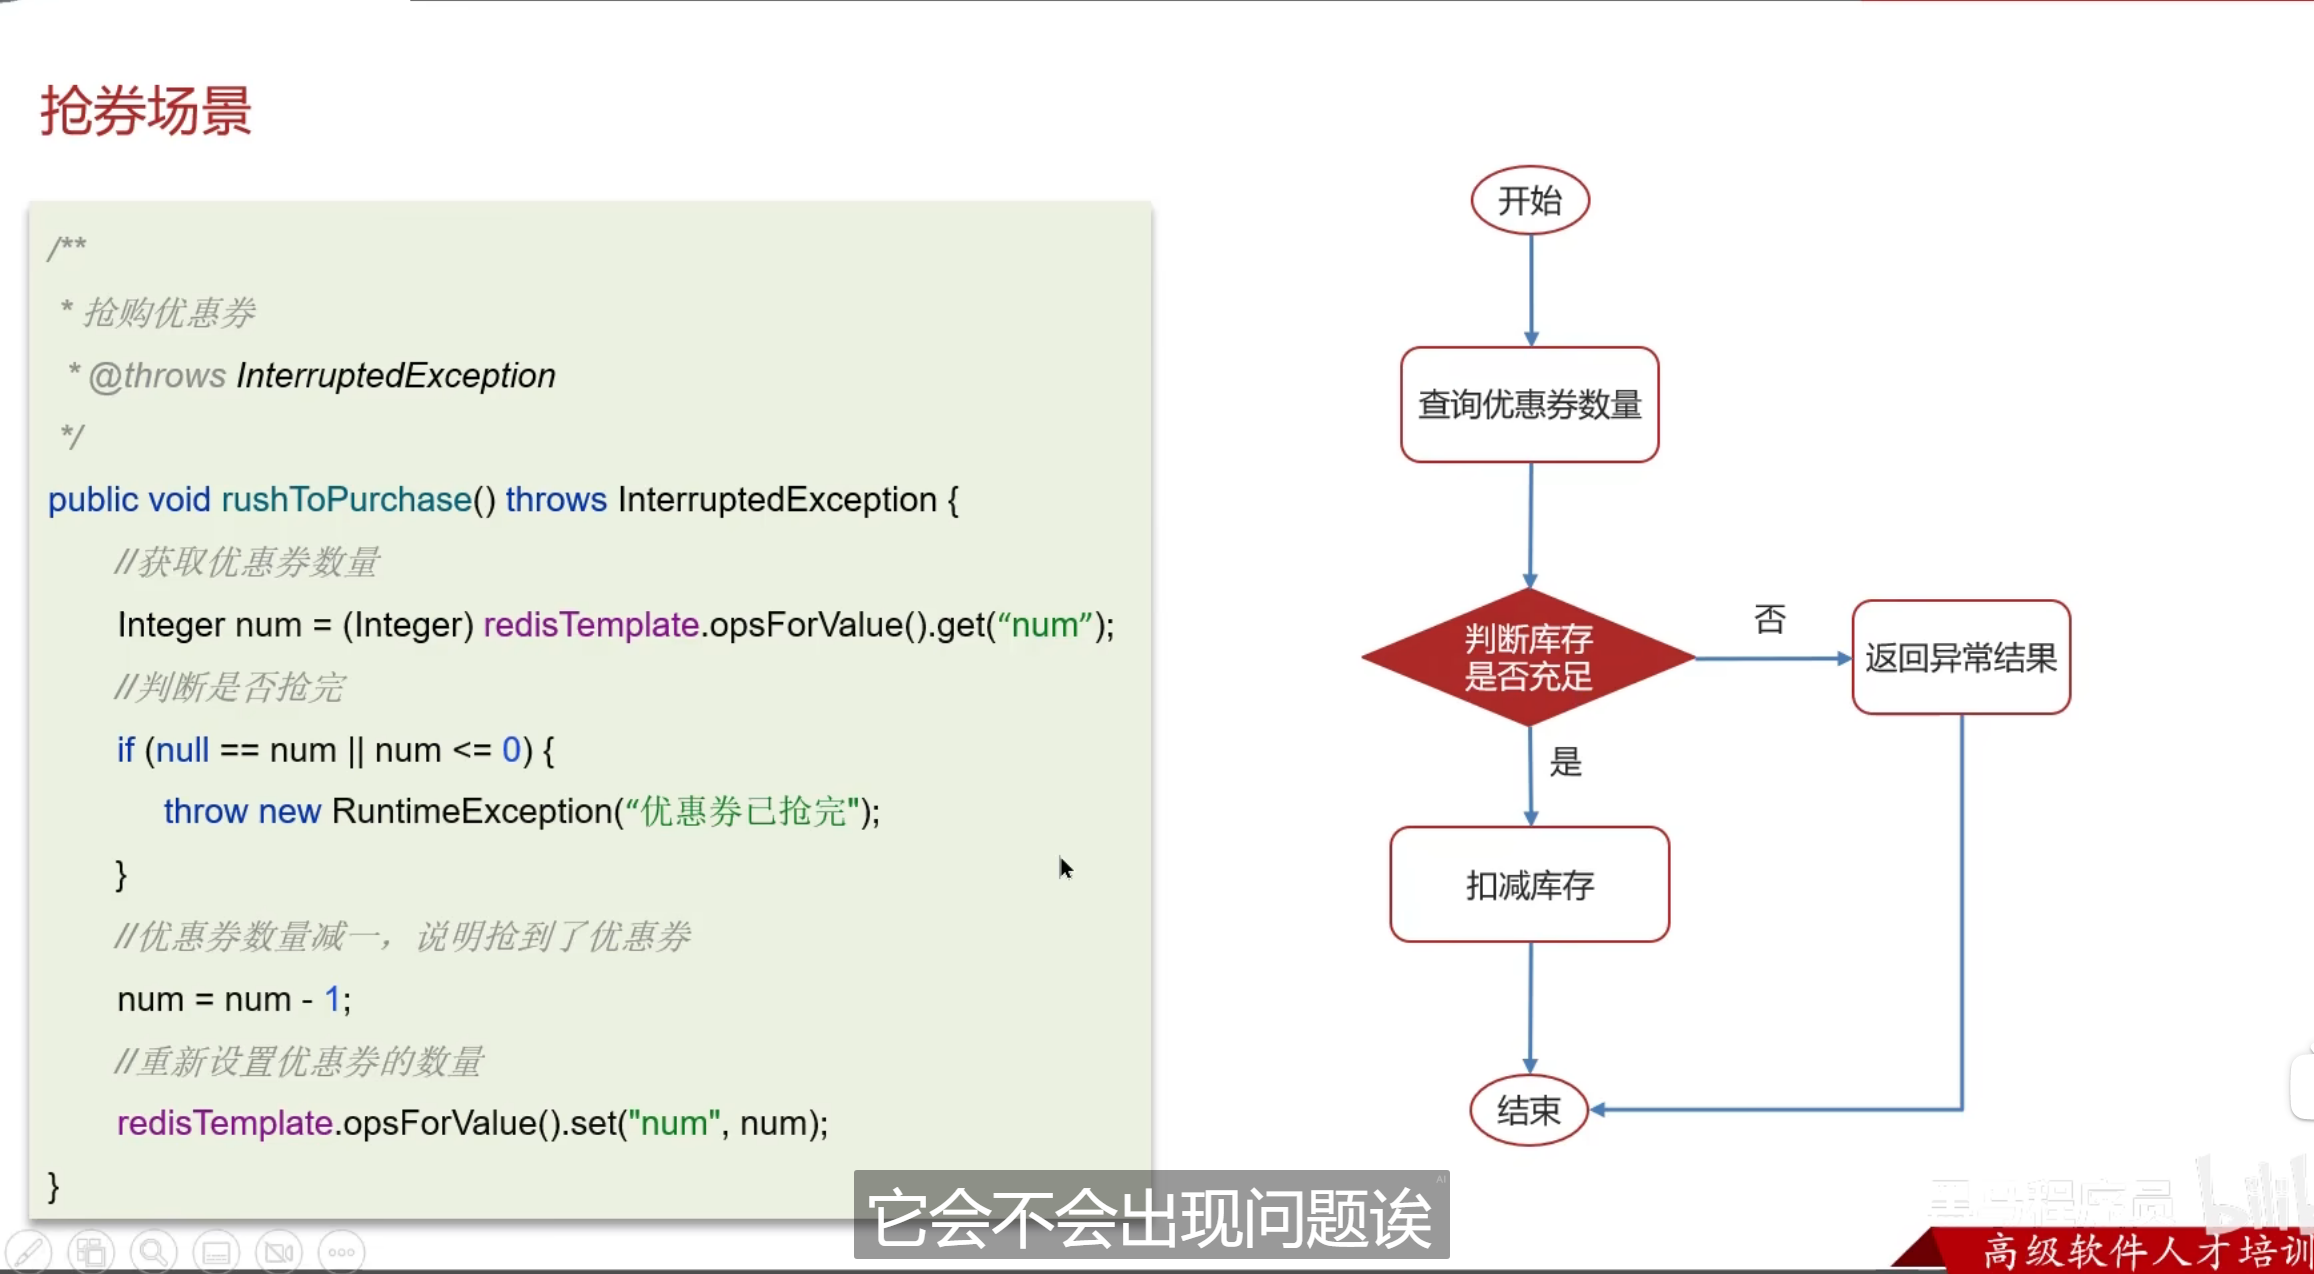 抢券场景
/**
* 抢购优惠券
* @throws InterruptedException
*/
public void rushToPurchase() throws InterruptedException {
//获取优惠券数量
Integer num = (Integer) redisTemplate.opsForValue().get(“num”);
//判断是否抢完
if (null == num || num <= 0) {
throw new RuntimeException(“优惠券已抢完");
}
//优惠券数量减一，说明抢到了优惠券
num = num - 1;
//重新设置优惠券的数量
redisTemplate.opsForValue().set("num", num);
}
开始
查询优惠券数量
判断库存
是否充足
否
返回异常结果
是
扣减库存
结束
它会不会出现问题诶
AI
黑马程序员
高级软件人才培训